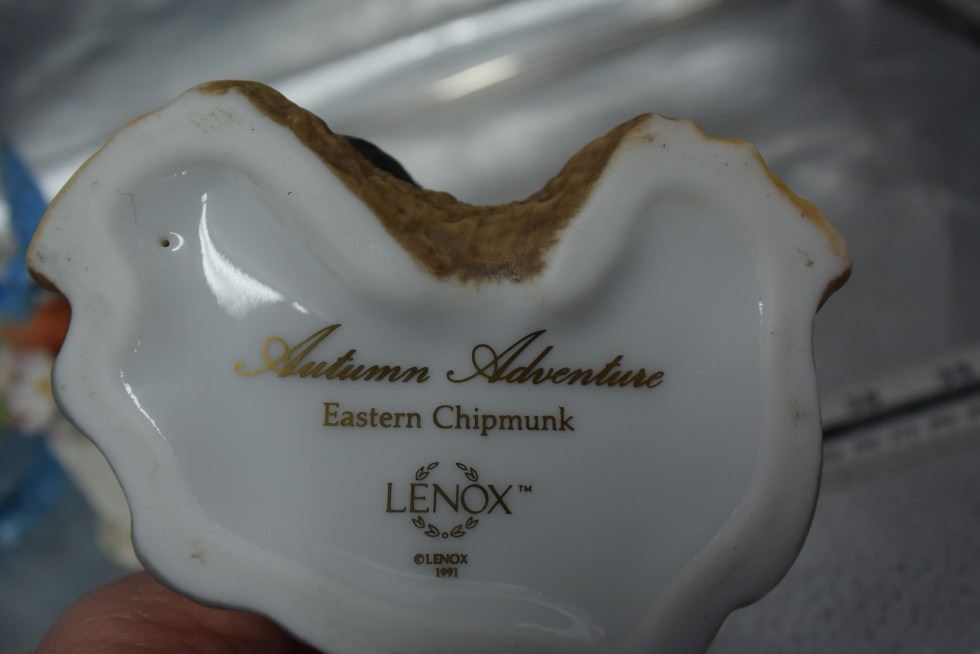 Autumn Adventure
Eastern Chipmunk
LENOX™
©LENOX
1991